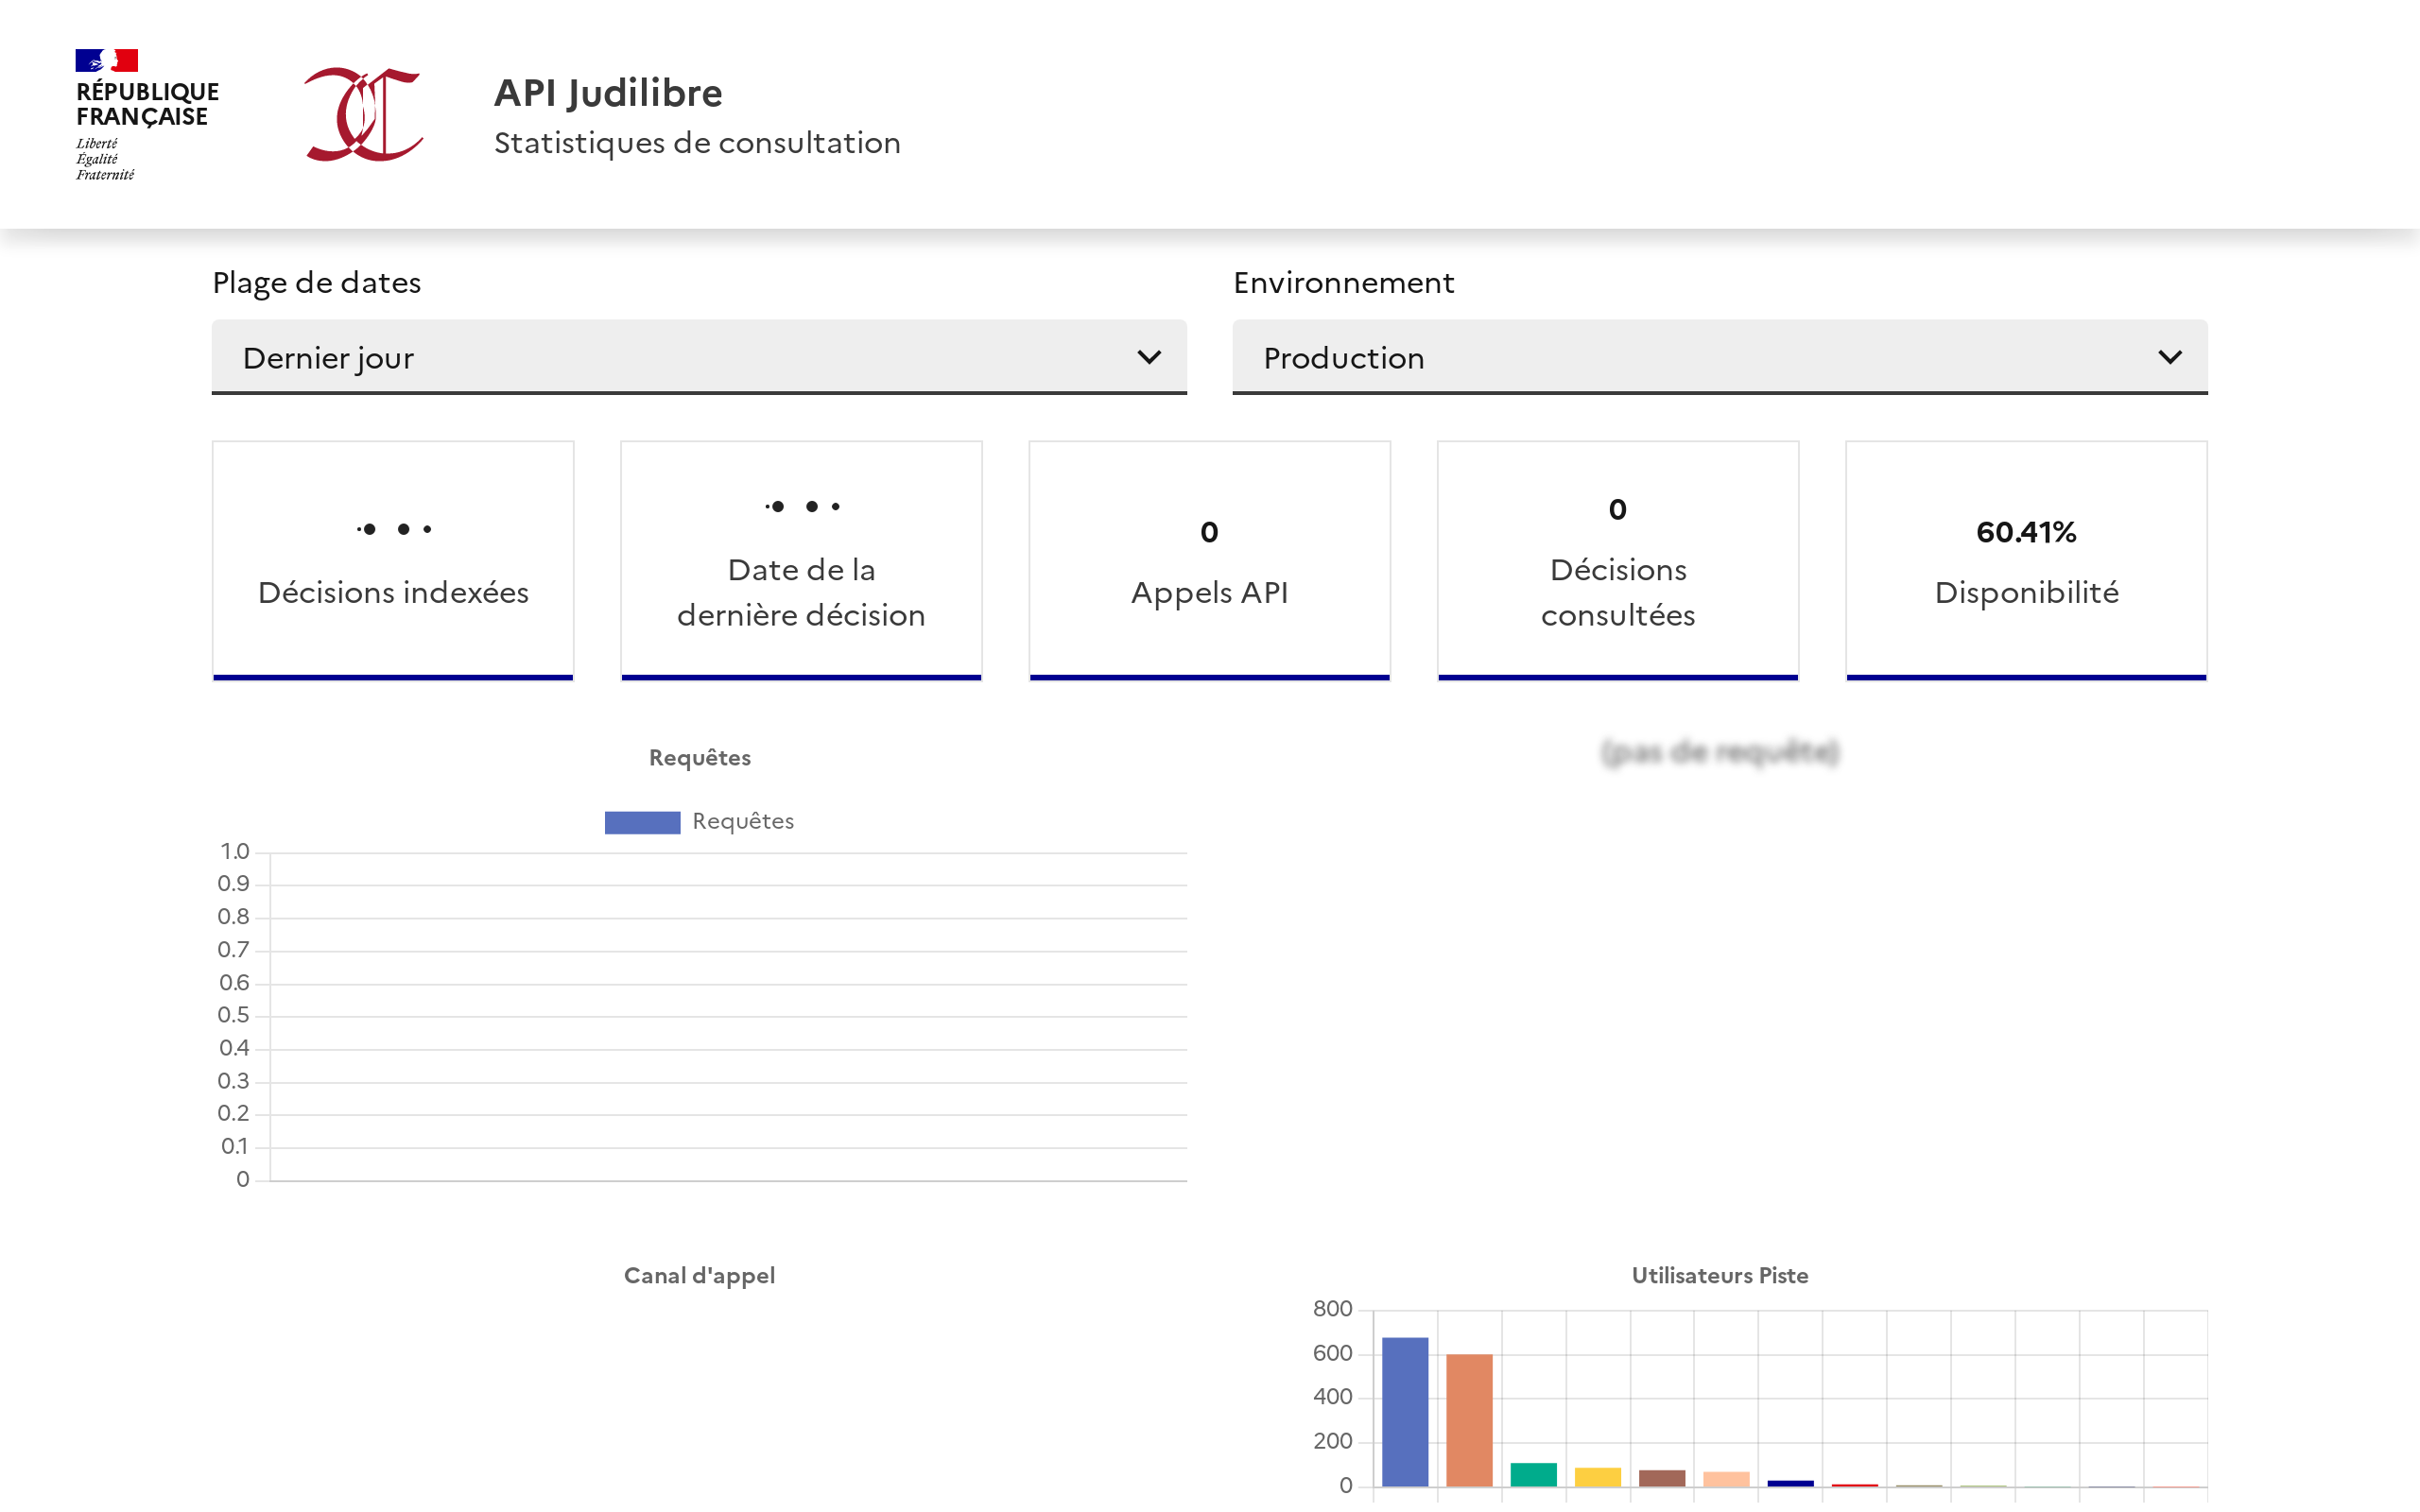 RÉPUBLIQUE
FRANÇAISE
Liberté
Égalité
Fraternité
API Judilibre
Statistiques de consultation
Plage de dates
Dernier jour
Environnement
Production
Décisions indexées
Date de la
dernière décision
0
Appels API
0
Décisions
consultées
60.41%
Disponibilité
Requêtes
Requêtes
1.0
0.9
0.8
0.7
0.6
0.5
0.4
0.3
0.2
0.1
0
(pas de requête)
Canal d'appel
Utilisateurs Piste
800
600
400
200
0